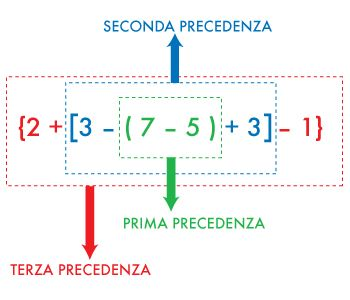 SECONDA PRECEDENZA
{2 + [3 – ( 7 – 5 ) + 3] – 1}
PRIMA PRECEDENZA
TERZA PRECEDENZA